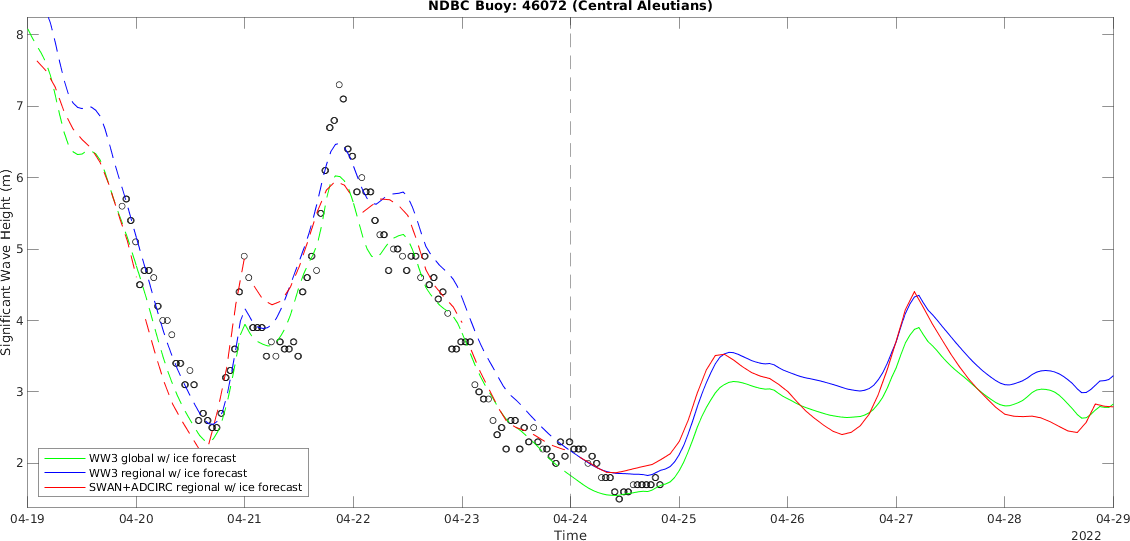 NDBC Buoy: 46072 (Central Aleutians)
8
7
6
5
4
3
2
Significant Wave Height (m)
WW3 global w/ ice forecast
WW3 regional w/ ice forecast
SWAN+ADCIRC regional w/ ice forecast
04-19 04-20 04-21 04-22 04-23 04-24 04-25 04-26 04-27 04-28 04-29
Time
2022